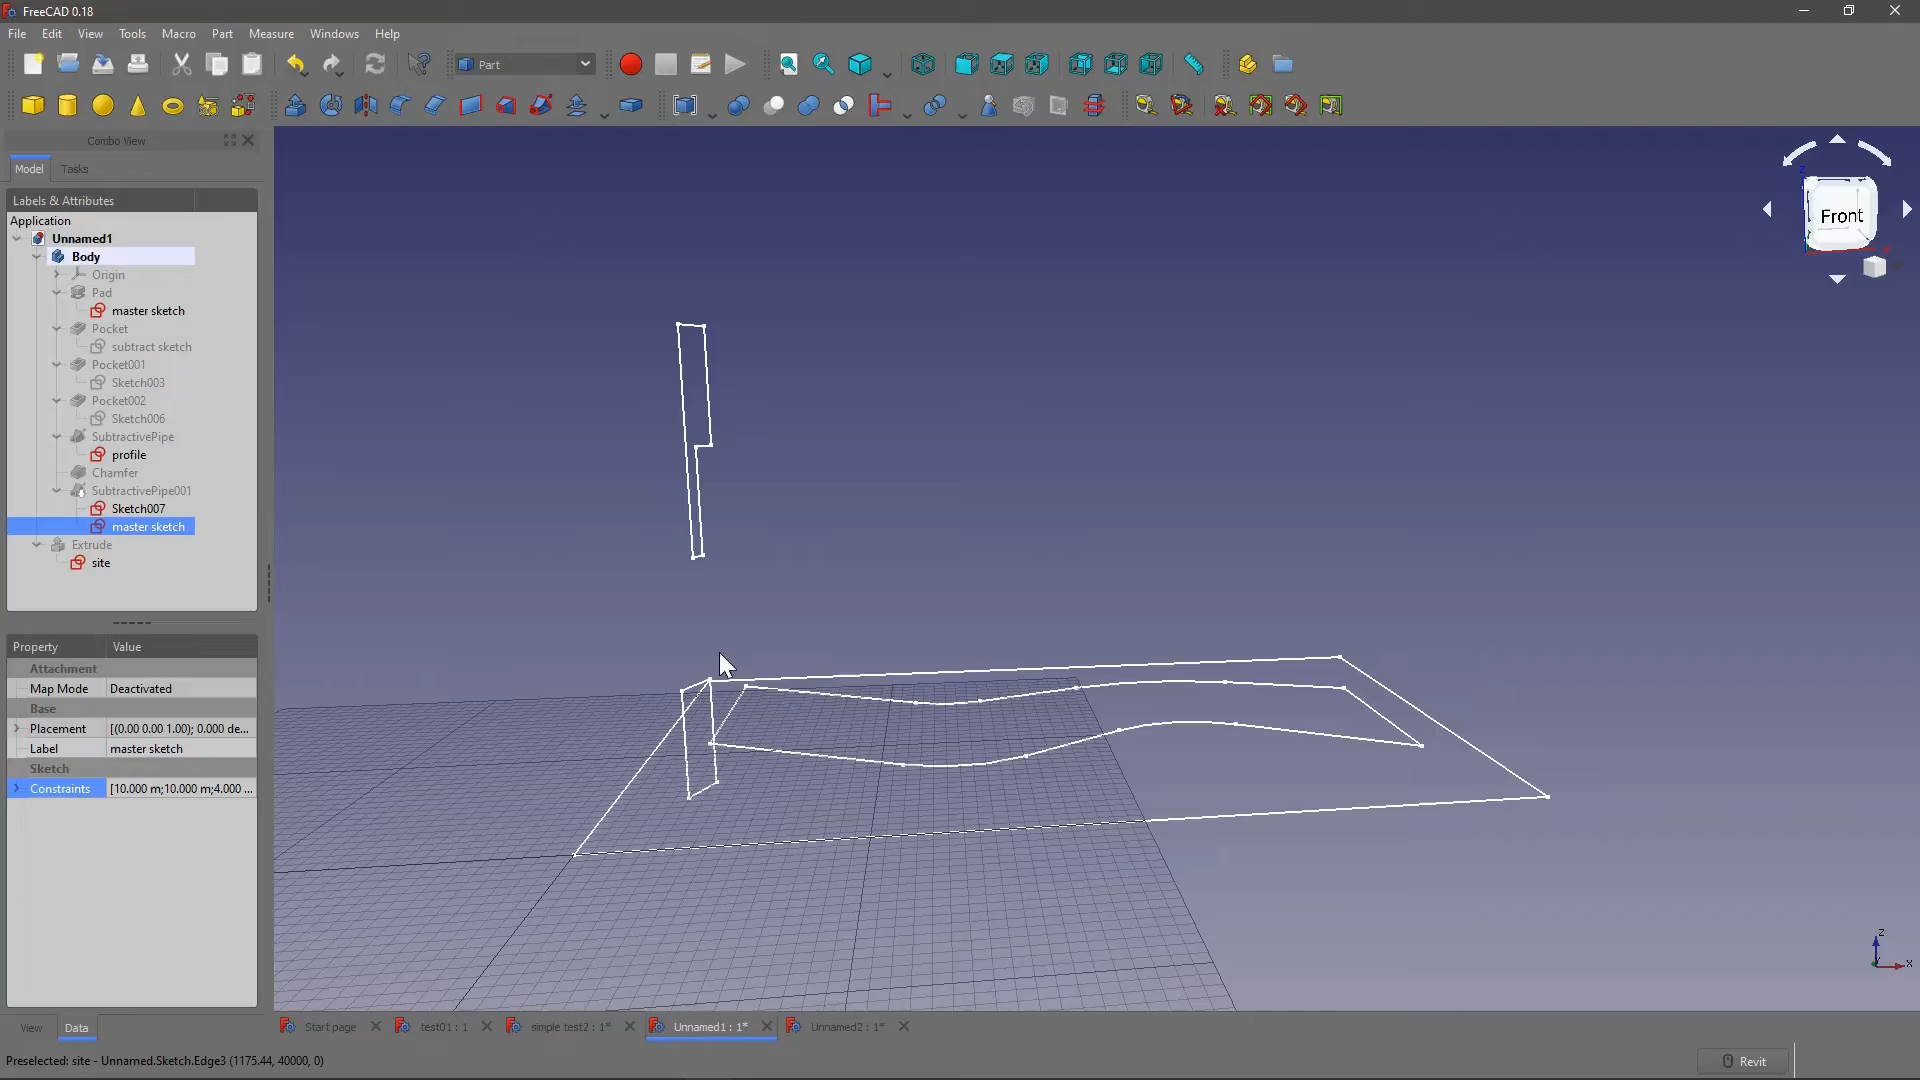 FreeCAD 0.18
File Edit View Tools Macro Part Measure Windows Help
Part
Combo View
Model Tasks
Labels & Attributes
Application
Unnamed1
Body
Origin
Pad
master sketch
Pocket
subtract sketch
Pocket001
Sketch003
Pocket002
Sketch006
SubtractivePipe
profile
Chamfer
SubtractivePipe001
Sketch007
master sketch
Extrude
site
Property Value
Attachment
Map Mode Deactivated
Base
Placement [(0.00 0.00 1.00); 0.000 de...
Label master sketch
Sketch
Constraints [10.000 m;10.000 m;4.000 ...
Front
Z
X
View Data
Start page test01 : 1 simple test2 : 1* Unnamed1 : 1* Unnamed2 : 1*
Preselected: site - Unnamed.Sketch.Edge3 (1175.44, 40000, 0)
Revit